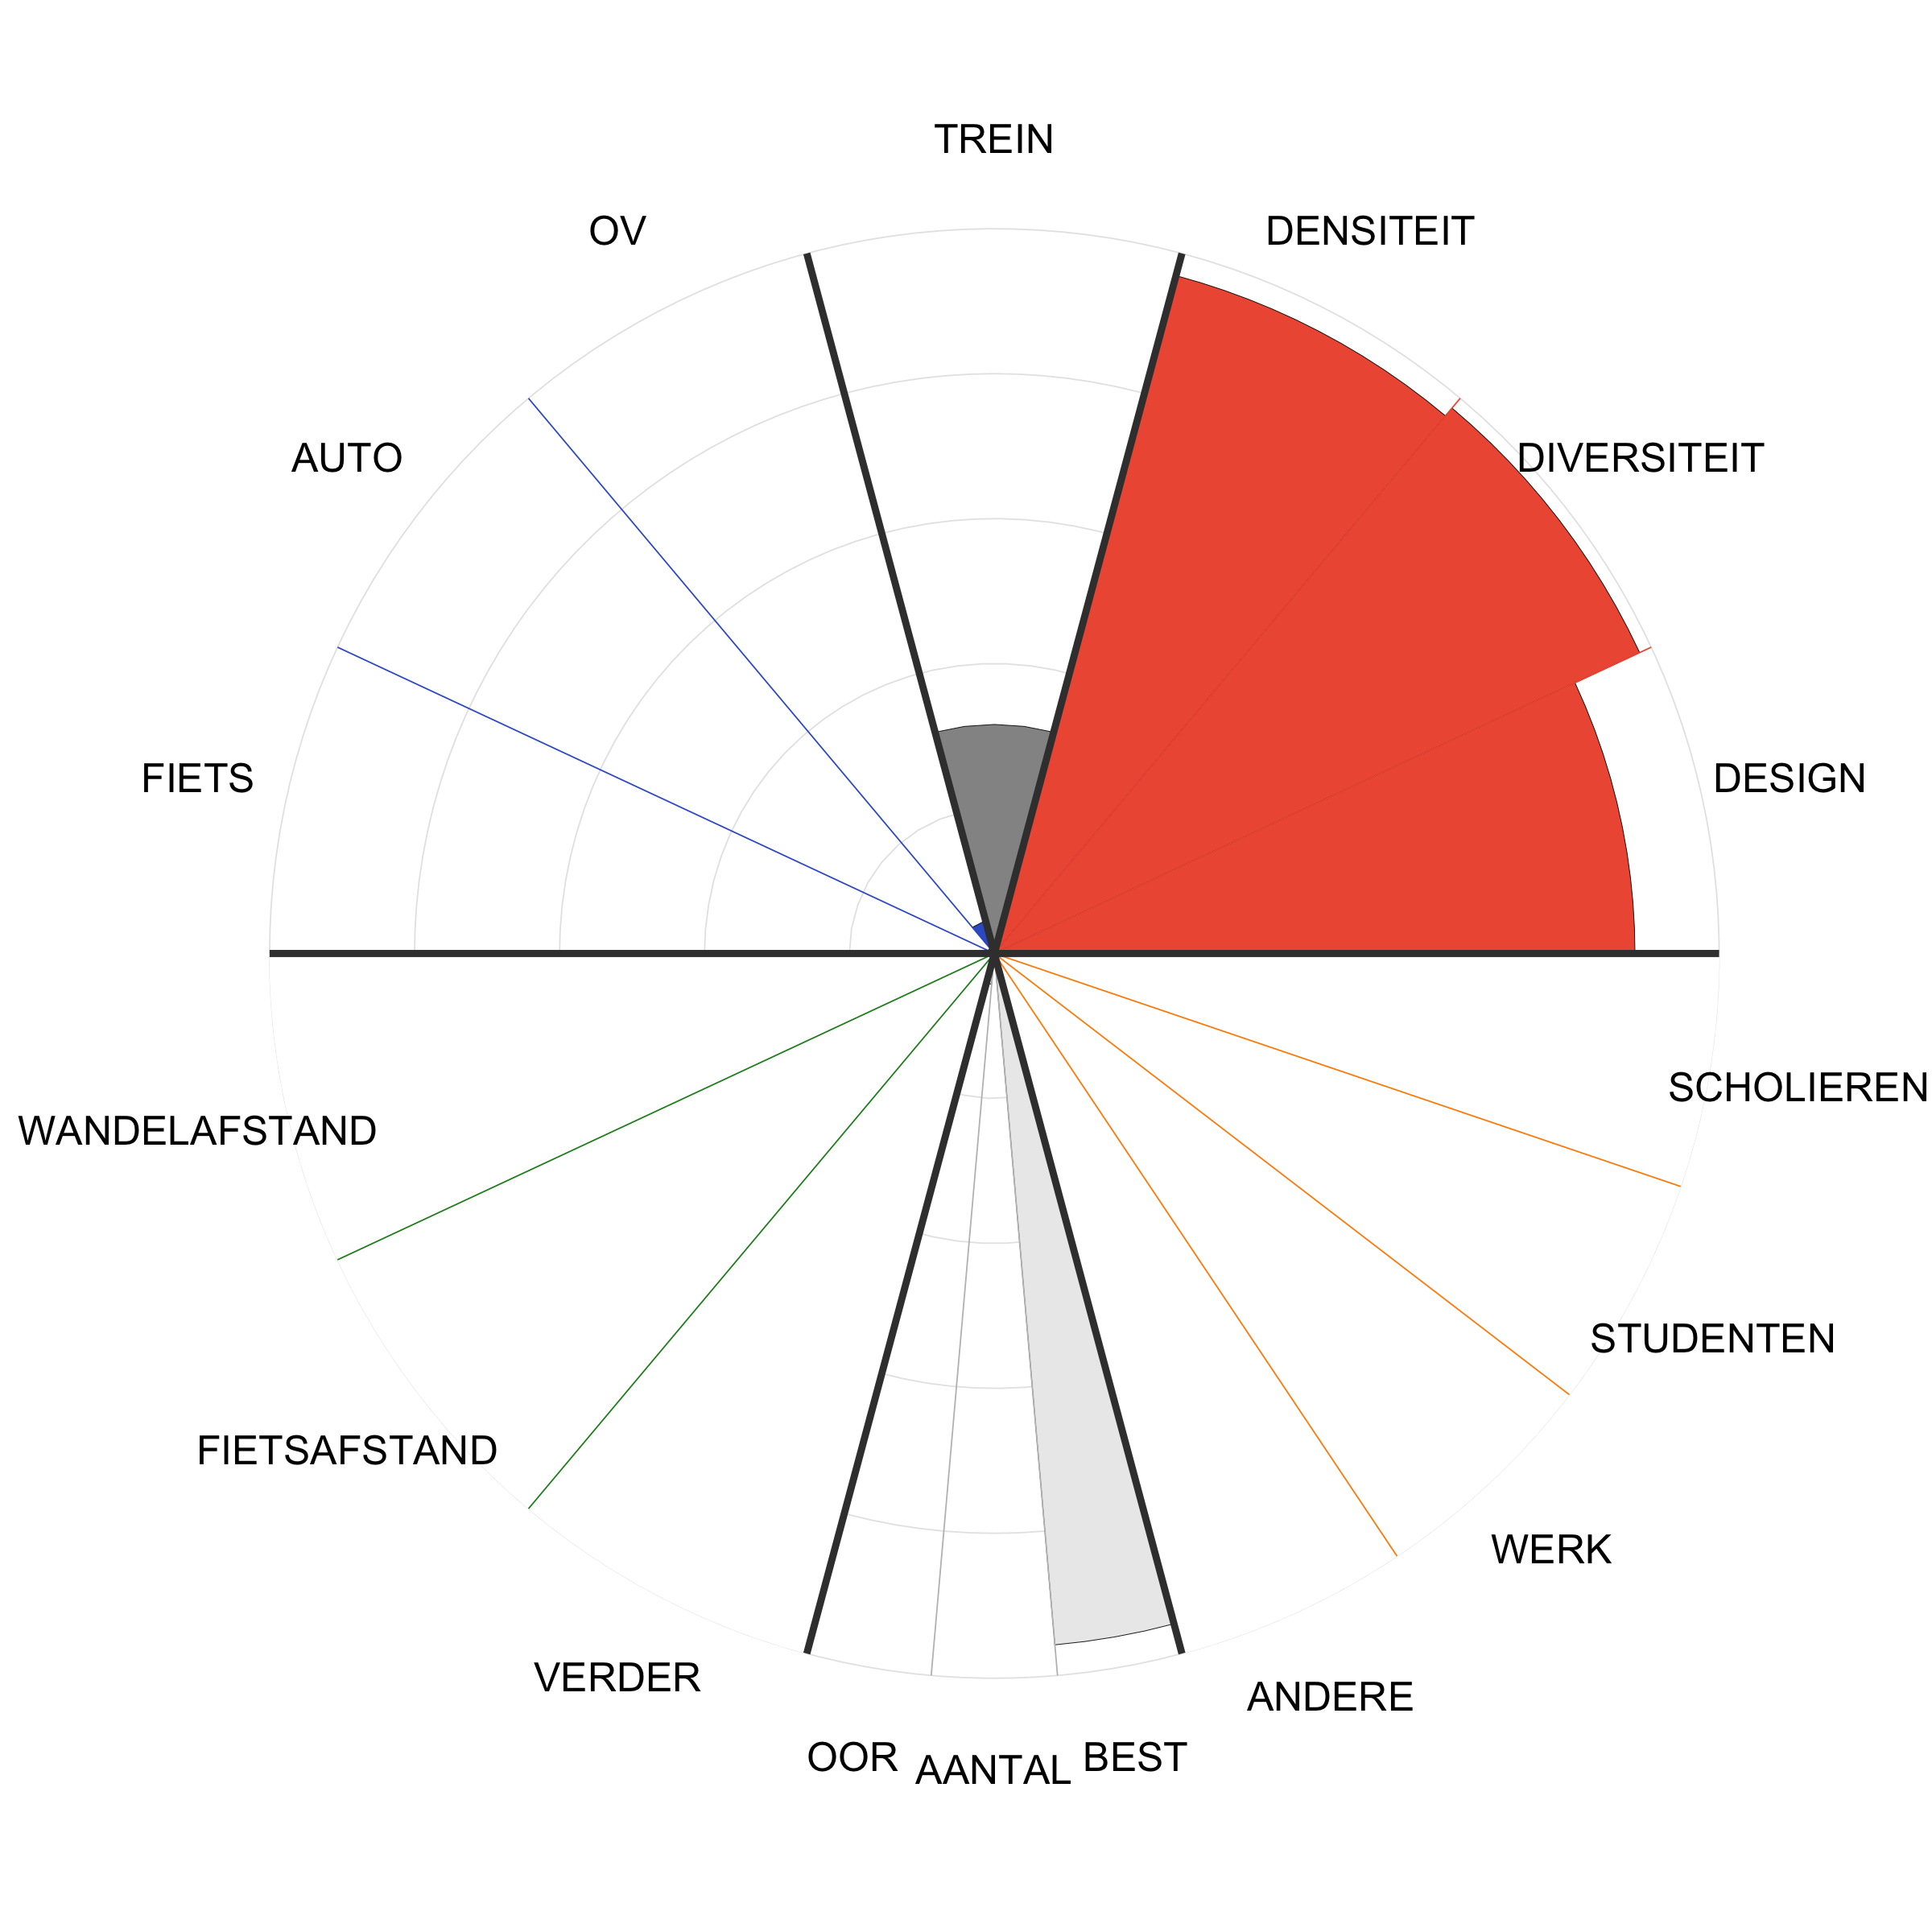 TREIN
OV
DENSITEIT
AUTO
DIVERSITEIT
FIETS
DESIGN
SCHOLIEREN
WANDELAFSTAND
STUDENTEN
FIETSAFSTAND
WERK
VERDER
ANDERE
OOR
AANTAL
BEST